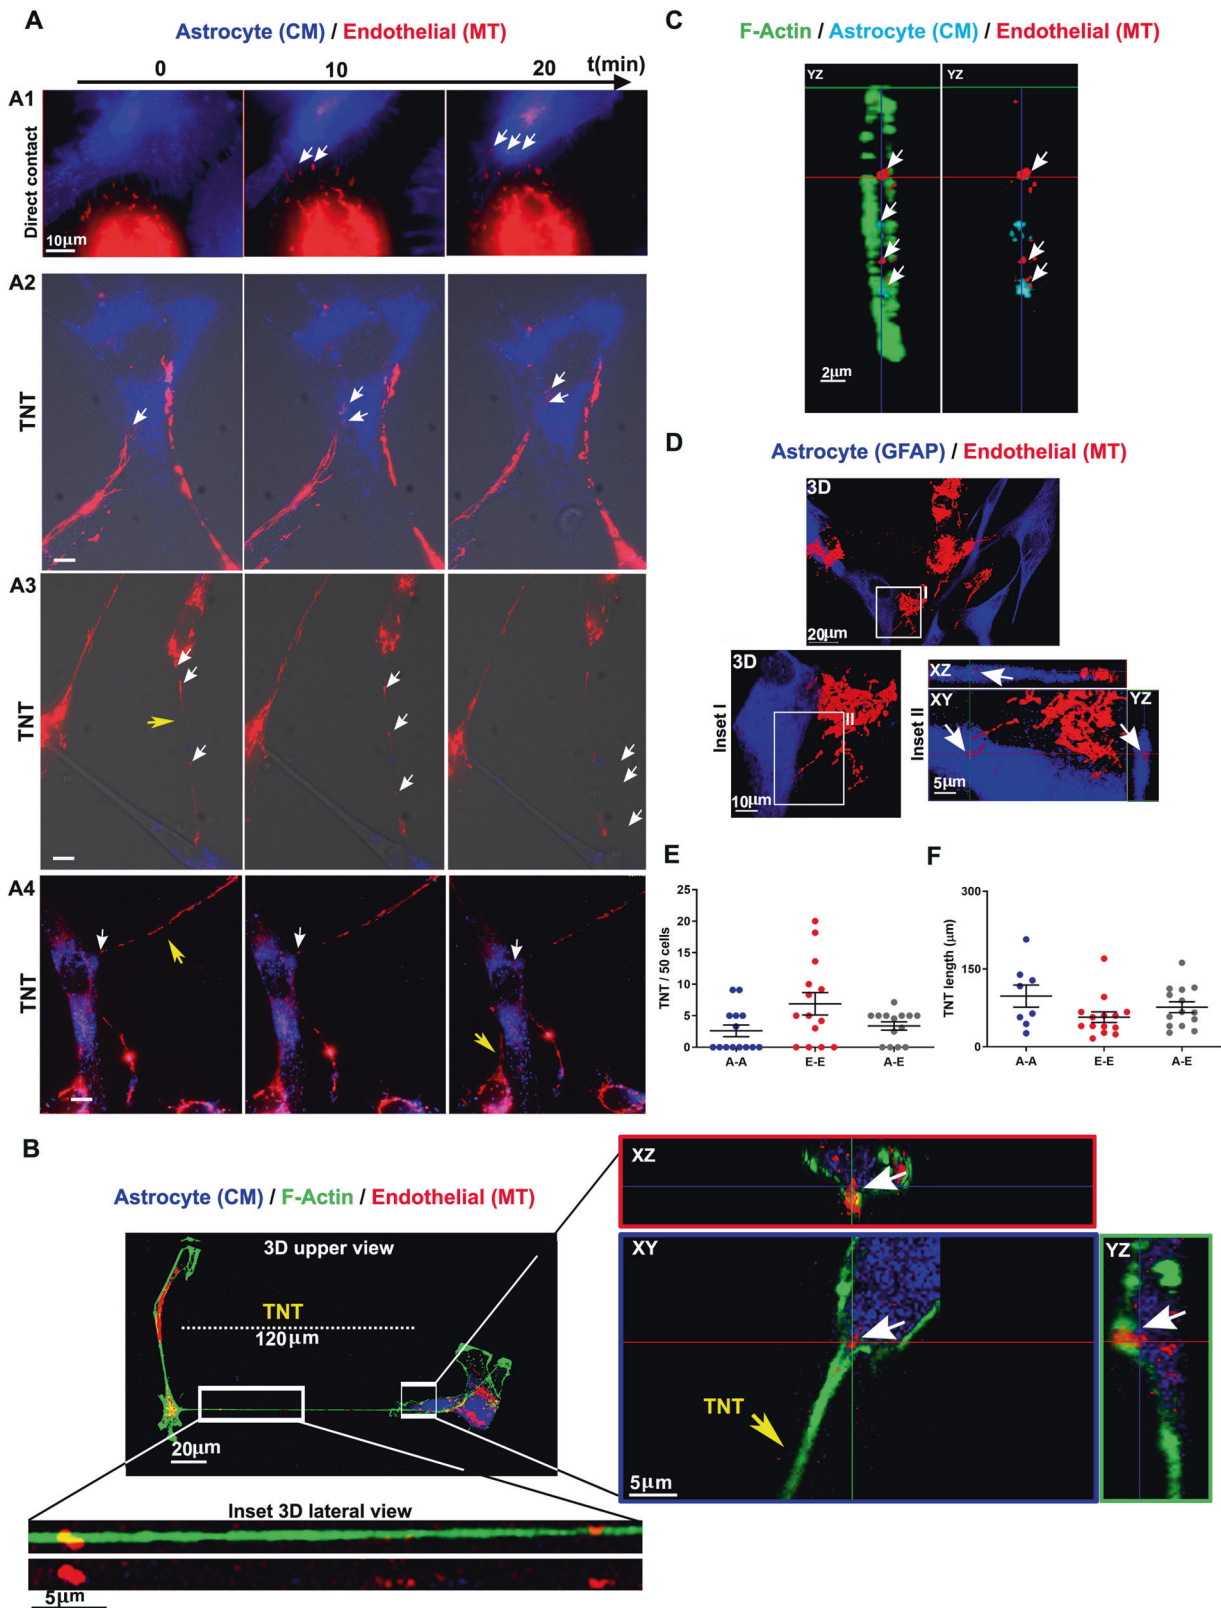 A
Astrocyte (CM) / Endothelial (MT)
0 10 20 t(min)
A1
Direct contact
10μm
A2
TNT
A3
TNT
A4
TNT
B
Astrocyte (CM) / F-Actin / Endothelial (MT)
3D upper view
TNT
120μm
20μm
Inset 3D lateral view
5μm
XZ
XY
TNT
5μm
YZ
C
F-Actin / Astrocyte (CM) / Endothelial (MT)
YZ YZ
2μm
D
Astrocyte (GFAP) / Endothelial (MT)
3D
I
20μm
3D
Inset I
II
10μm
Inset II
XZ
XY
YZ
5μm
E
TNT / 50 cells
25
20
15
10
5
0
A-A E-E A-E
F
TNT length (μm)
300
150
0
A-A E-E A-E